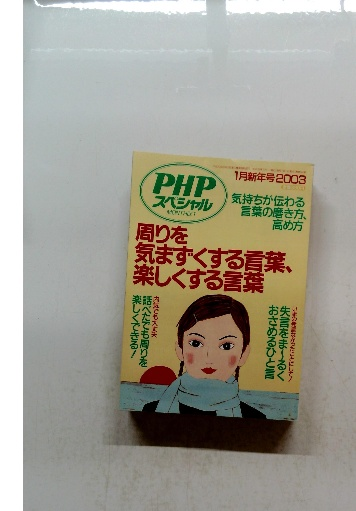 PHP
スペシャル
1月新年号2003
気持ちが伝わる
言葉の磨き方、
高め方
周りを
気まずくする言葉、
楽しくする言葉
失言をま〜るく
おさめるひと言
話べたでも周りを
楽しくできる!